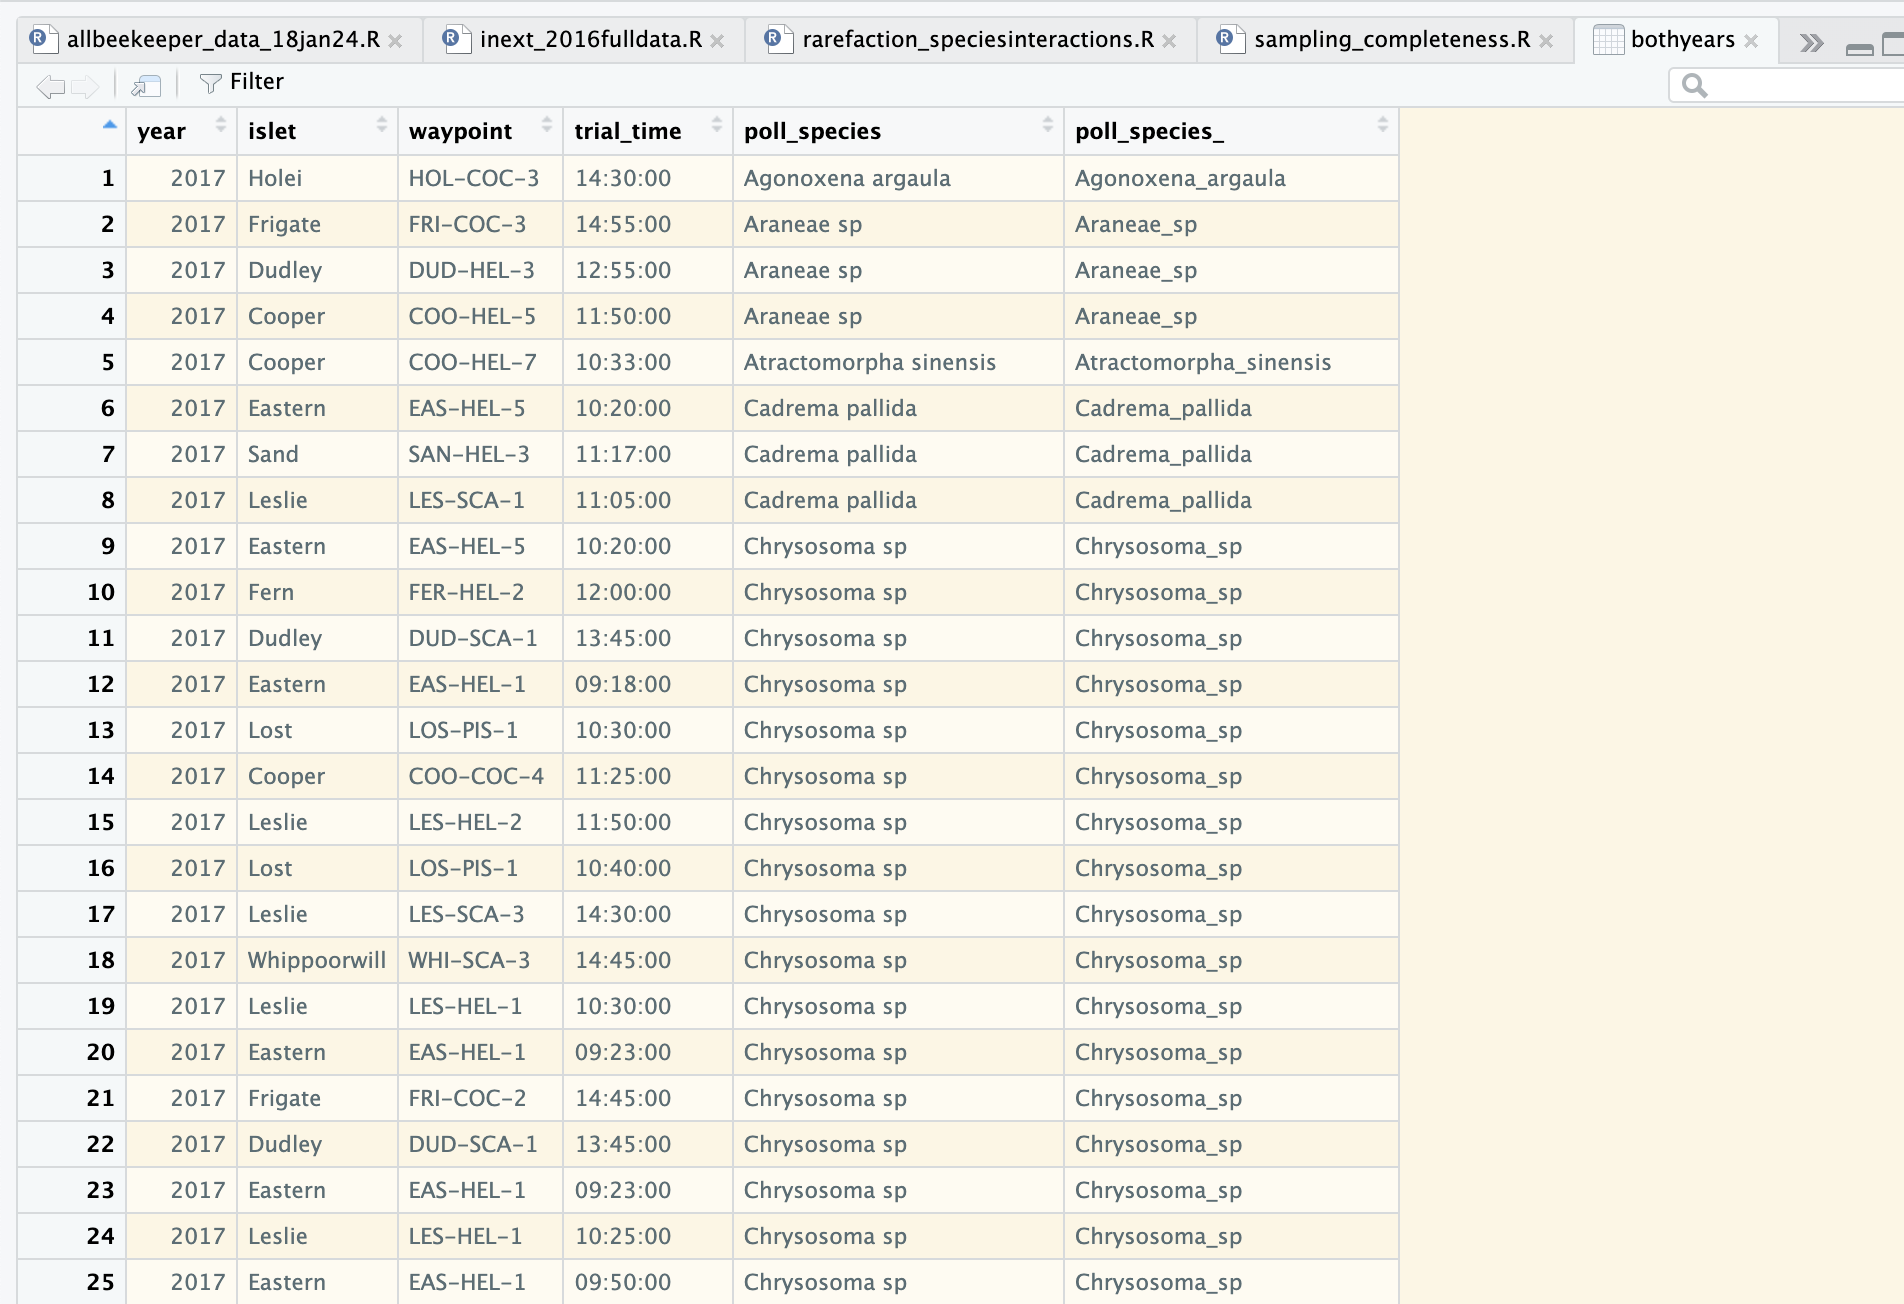 allbeekeeper_data_18jan24.R inext_2016fulldata.R rarefaction_speciesinteractions.R sampling_completeness.R bothyears
Filter
year islet waypoint trial_time poll_species poll_species_
1 2017 Holei HOL-COC-3 14:30:00 Agonoxena argaula Agonoxena_argaula
2 2017 Frigate FRI-COC-3 14:55:00 Araneae sp Araneae_sp
3 2017 Dudley DUD-HEL-3 12:55:00 Araneae sp Araneae_sp
4 2017 Cooper COO-HEL-5 11:50:00 Araneae sp Araneae_sp
5 2017 Cooper COO-HEL-7 10:33:00 Atractomorpha sinensis Atractomorpha_sinensis
6 2017 Eastern EAS-HEL-5 10:20:00 Cadrema pallida Cadrema_pallida
7 2017 Sand SAN-HEL-3 11:17:00 Cadrema pallida Cadrema_pallida
8 2017 Leslie LES-SCA-1 11:05:00 Cadrema pallida Cadrema_pallida
9 2017 Eastern EAS-HEL-5 10:20:00 Chrysosoma sp Chrysosoma_sp
10 2017 Fern FER-HEL-2 12:00:00 Chrysosoma sp Chrysosoma_sp
11 2017 Dudley DUD-SCA-1 13:45:00 Chrysosoma sp Chrysosoma_sp
12 2017 Eastern EAS-HEL-1 09:18:00 Chrysosoma sp Chrysosoma_sp
13 2017 Lost LOS-PIS-1 10:30:00 Chrysosoma sp Chrysosoma_sp
14 2017 Cooper COO-COC-4 11:25:00 Chrysosoma sp Chrysosoma_sp
15 2017 Leslie LES-HEL-2 11:50:00 Chrysosoma sp Chrysosoma_sp
16 2017 Lost LOS-PIS-1 10:40:00 Chrysosoma sp Chrysosoma_sp
17 2017 Leslie LES-SCA-3 14:30:00 Chrysosoma sp Chrysosoma_sp
18 2017 Whippoorwill WHI-SCA-3 14:45:00 Chrysosoma sp Chrysosoma_sp
19 2017 Leslie LES-HEL-1 10:30:00 Chrysosoma sp Chrysosoma_sp
20 2017 Eastern EAS-HEL-1 09:23:00 Chrysosoma sp Chrysosoma_sp
21 2017 Frigate FRI-COC-2 14:45:00 Chrysosoma sp Chrysosoma_sp
22 2017 Dudley DUD-SCA-1 13:45:00 Chrysosoma sp Chrysosoma_sp
23 2017 Eastern EAS-HEL-1 09:23:00 Chrysosoma sp Chrysosoma_sp
24 2017 Leslie LES-HEL-1 10:25:00 Chrysosoma sp Chrysosoma_sp
25 2017 Eastern EAS-HEL-1 09:50:00 Chrysosoma sp Chrysosoma_sp